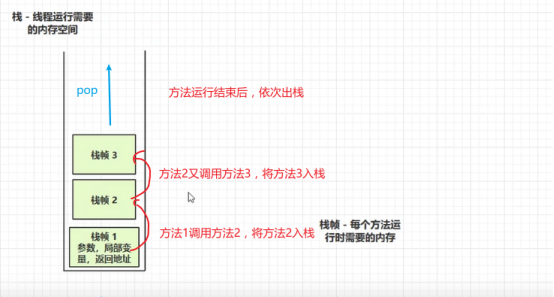 栈 - 线程运行需要
的内存空间
pop
方法运行结束后，依次出栈
栈帧 3
方法2又调用方法3，将方法3入栈
栈帧 2
方法1调用方法2，将方法2入栈
栈帧 - 每个方法运
行时需要的内存
栈帧 1
参数，局部变
量，返回地址